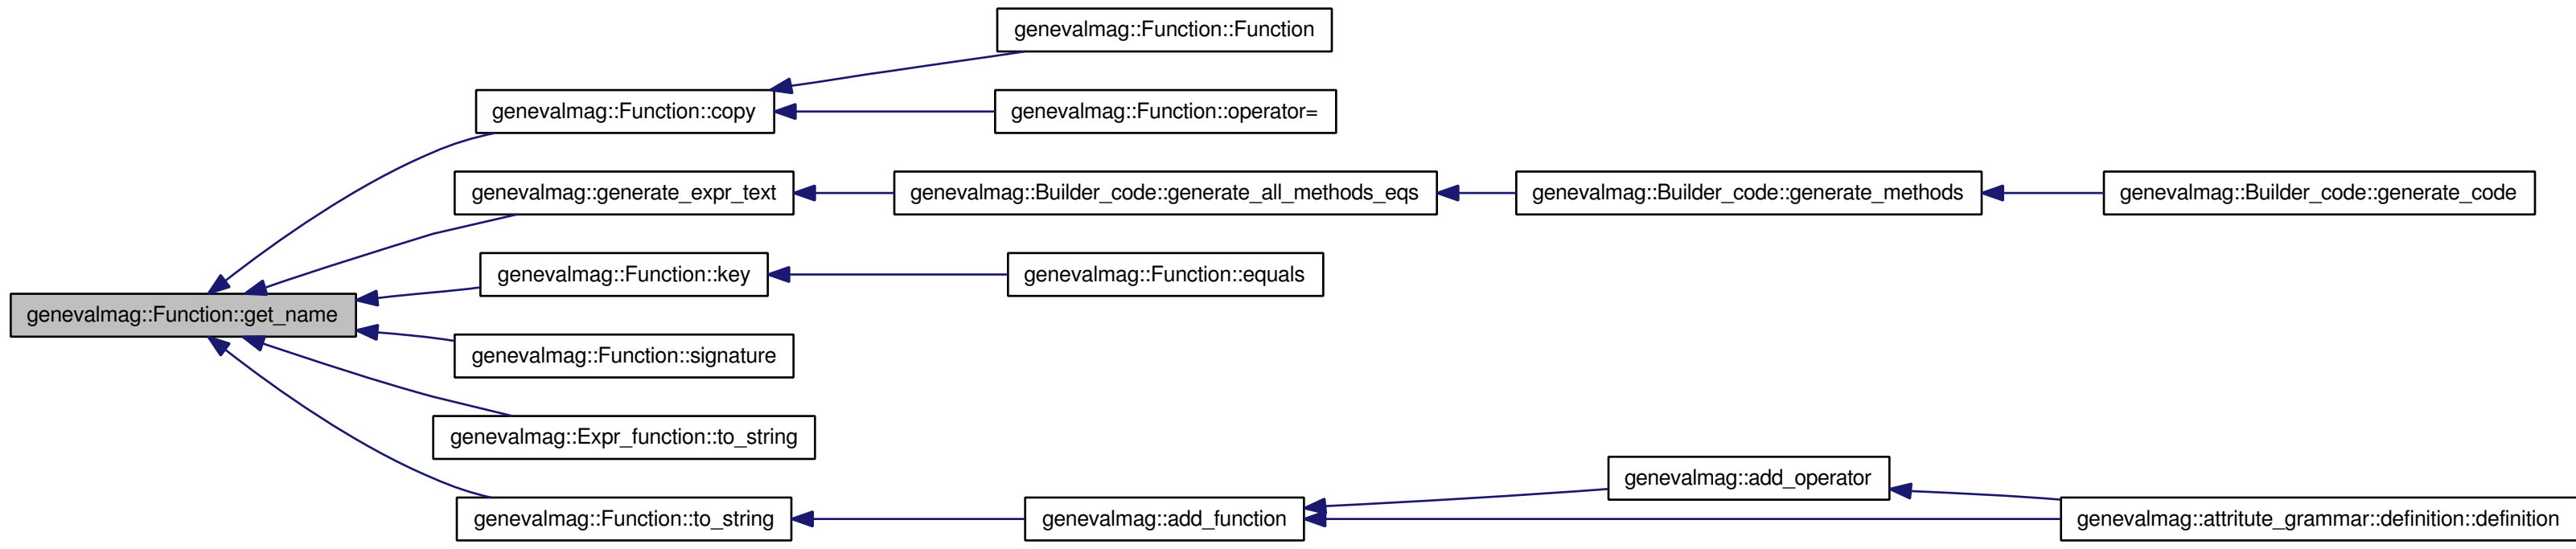 genevalmag::Function::Function
genevalmag::Function::copy
genevalmag::Function::operator=
genevalmag::generate_expr_text
genevalmag::Builder_code::generate_all_methods_eqs
genevalmag::Builder_code::generate_methods
genevalmag::Builder_code::generate_code
genevalmag::Function::key
genevalmag::Function::equals
genevalmag::Function::get_name
genevalmag::Function::signature
genevalmag::Expr_function::to_string
genevalmag::add_operator
genevalmag::Function::to_string
genevalmag::add_function
genevalmag::attritute_grammar::definition::definition